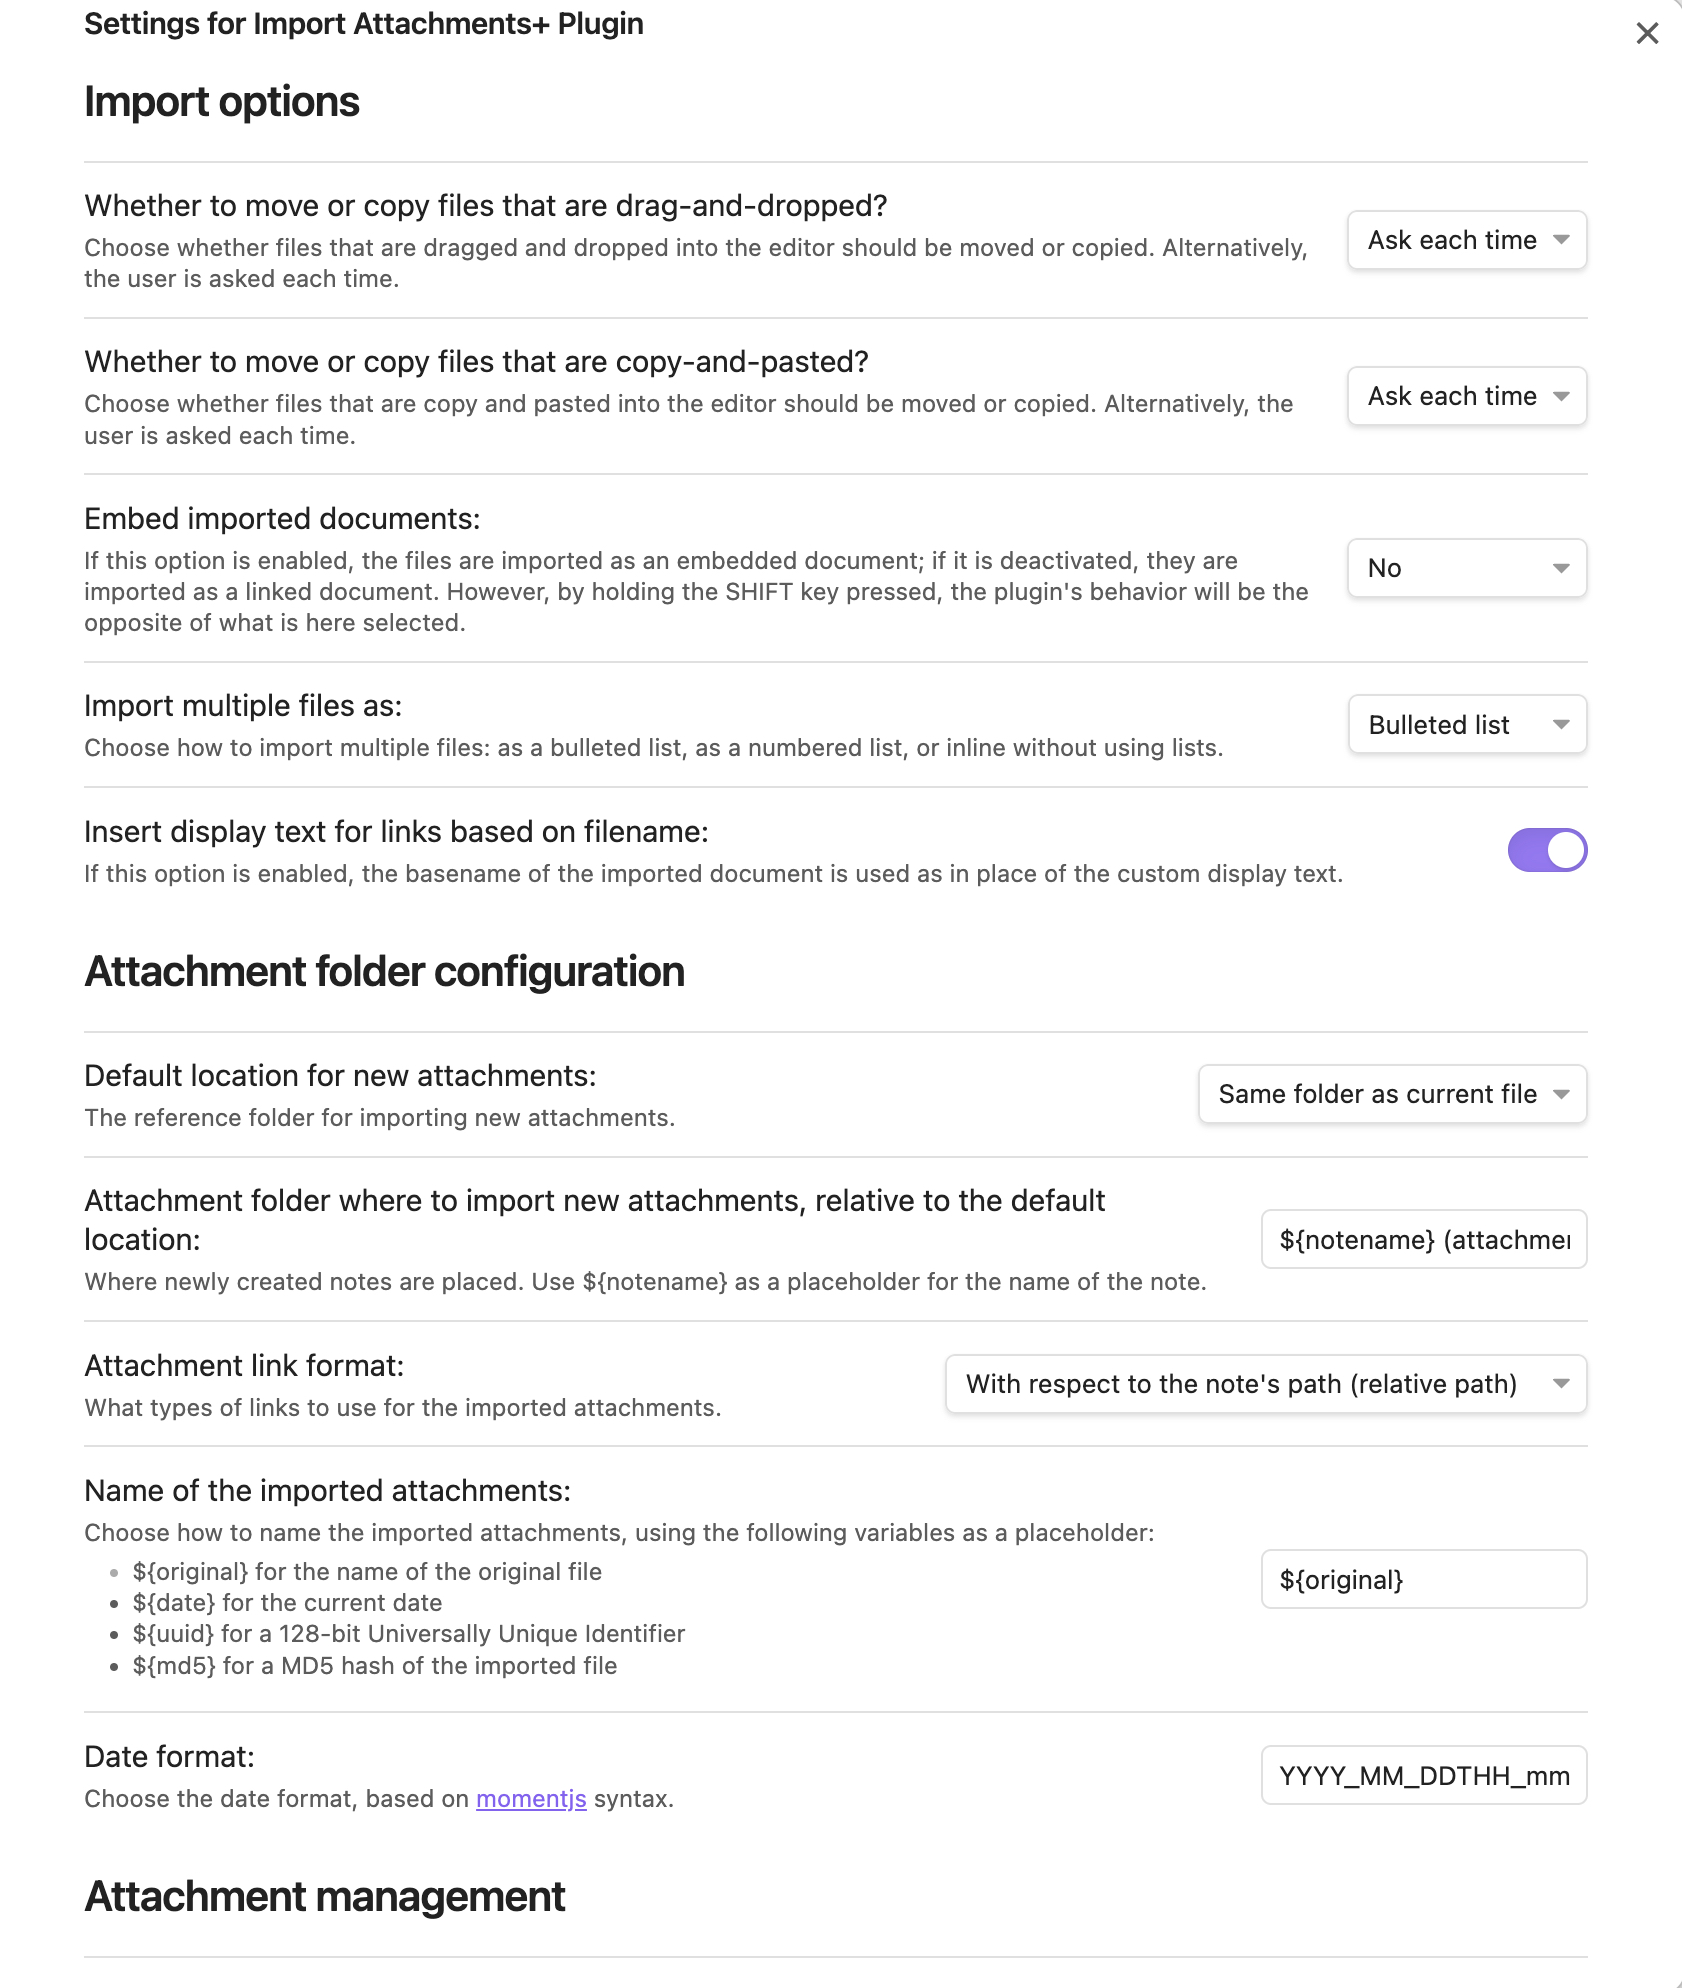 Settings for Import Attachments+ Plugin
Import options
Whether to move or copy files that are drag-and-dropped?
Choose whether files that are dragged and dropped into the editor should be moved or copied. Alternatively,
the user is asked each time.
Ask each time
Whether to move or copy files that are copy-and-pasted?
Choose whether files that are copy and pasted into the editor should be moved or copied. Alternatively, the
user is asked each time.
Ask each time
Embed imported documents:
If this option is enabled, the files are imported as an embedded document; if it is deactivated, they are
imported as a linked document. However, by holding the SHIFT key pressed, the plugin's behavior will be the
opposite of what is here selected.
No
Import multiple files as:
Choose how to import multiple files: as a bulleted list, as a numbered list, or inline without using lists.
Bulleted list
Insert display text for links based on filename:
If this option is enabled, the basename of the imported document is used as in place of the custom display text.
Attachment folder configuration
Default location for new attachments:
The reference folder for importing new attachments.
Same folder as current file
Attachment folder where to import new attachments, relative to the default
location:
Where newly created notes are placed. Use ${notename} as a placeholder for the name of the note.
${notename} (attachmen
Attachment link format:
What types of links to use for the imported attachments.
With respect to the note's path (relative path)
Name of the imported attachments:
Choose how to name the imported attachments, using the following variables as a placeholder:
• ${original} for the name of the original file
• ${date} for the current date
• ${uuid} for a 128-bit Universally Unique Identifier
• ${md5} for a MD5 hash of the imported file
${original}
Date format:
Choose the date format, based on momentjs syntax.
YYYY_MM_DDTHH_mm
Attachment management